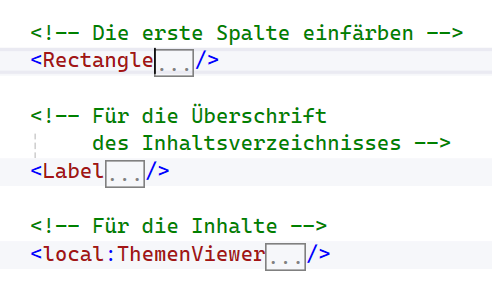 <!-- Die erste Spalte einfärben -->
<Rectangle.../>
<!-- Für die Überschrift
des Inhaltsverzeichnisses -->
<Label.../>
<!-- Für die Inhalte -->
<local:ThemenViewer.../>